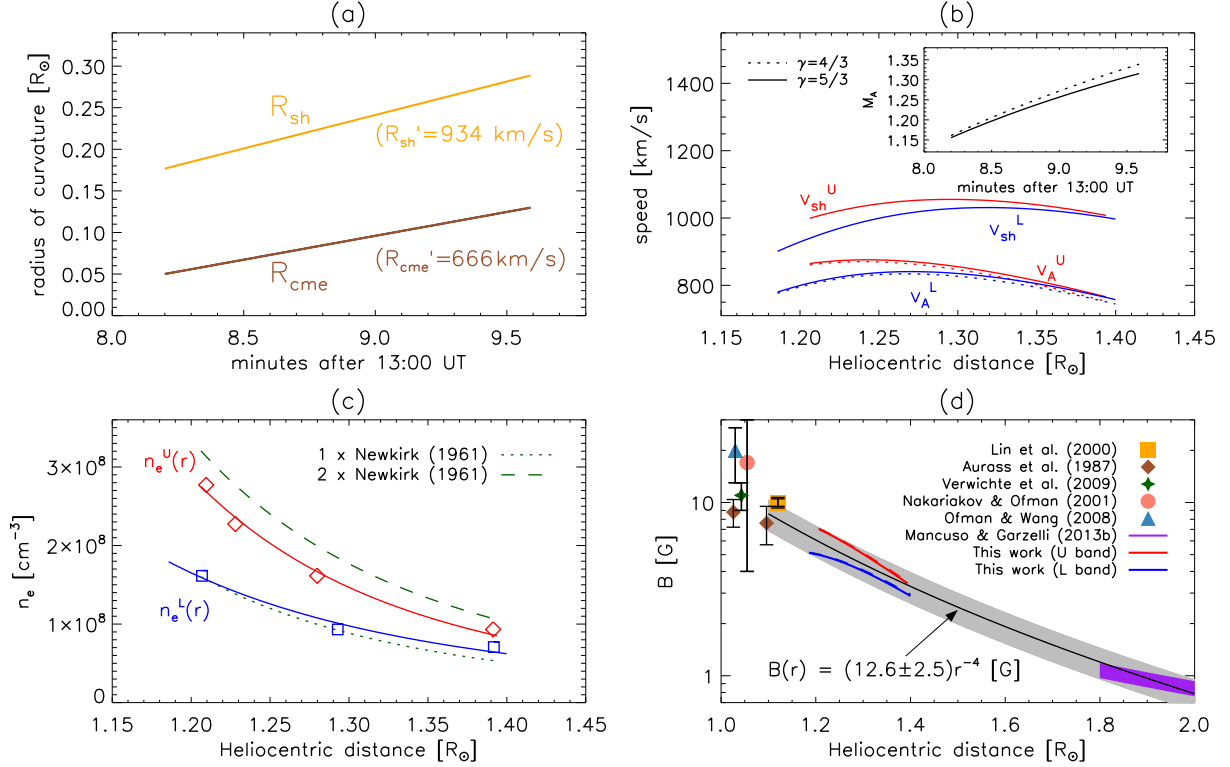 (a)
radius of curvature [R☉]
0.30
0.25
0.20
0.15
0.10
0.05
0.00
R_sh
(R_sh'=934 km/s)
R_cme
(R_cme'=666km/s)
8.0 8.5 9.0 9.5
minutes after 13:00 UT
(b)
speed [km/s]
1400
1200
1000
800
γ=4/3
γ=5/3
M_A
1.35
1.30
1.25
1.20
1.15
8.0 8.5 9.0 9.5
minutes after 13:00 UT
V_sh^U
V_sh^L
V_A^U
V_A^L
1.15 1.20 1.25 1.30 1.35 1.40 1.45
Heliocentric distance [R☉]
(c)
n_e [cm⁻³]
3×10⁸
2×10⁸
1×10⁸
0
n_e^U(r)
n_e^L(r)
1 x Newkirk (1961)
2 x Newkirk (1961)
1.15 1.20 1.25 1.30 1.35 1.40 1.45
Heliocentric distance [R☉]
(d)
B [G]
10
1
Lin et al. (2000)
Aurass et al. (1987)
Verwichte et al. (2009)
Nakariakov & Ofman (2001)
Ofman & Wang (2008)
Mancuso & Garzelli (2013b)
This work (U band)
This work (L band)
B(r) = (12.6±2.5)r⁻⁴ [G]
1.0 1.2 1.4 1.6 1.8 2.0
Heliocentric distance [R☉]